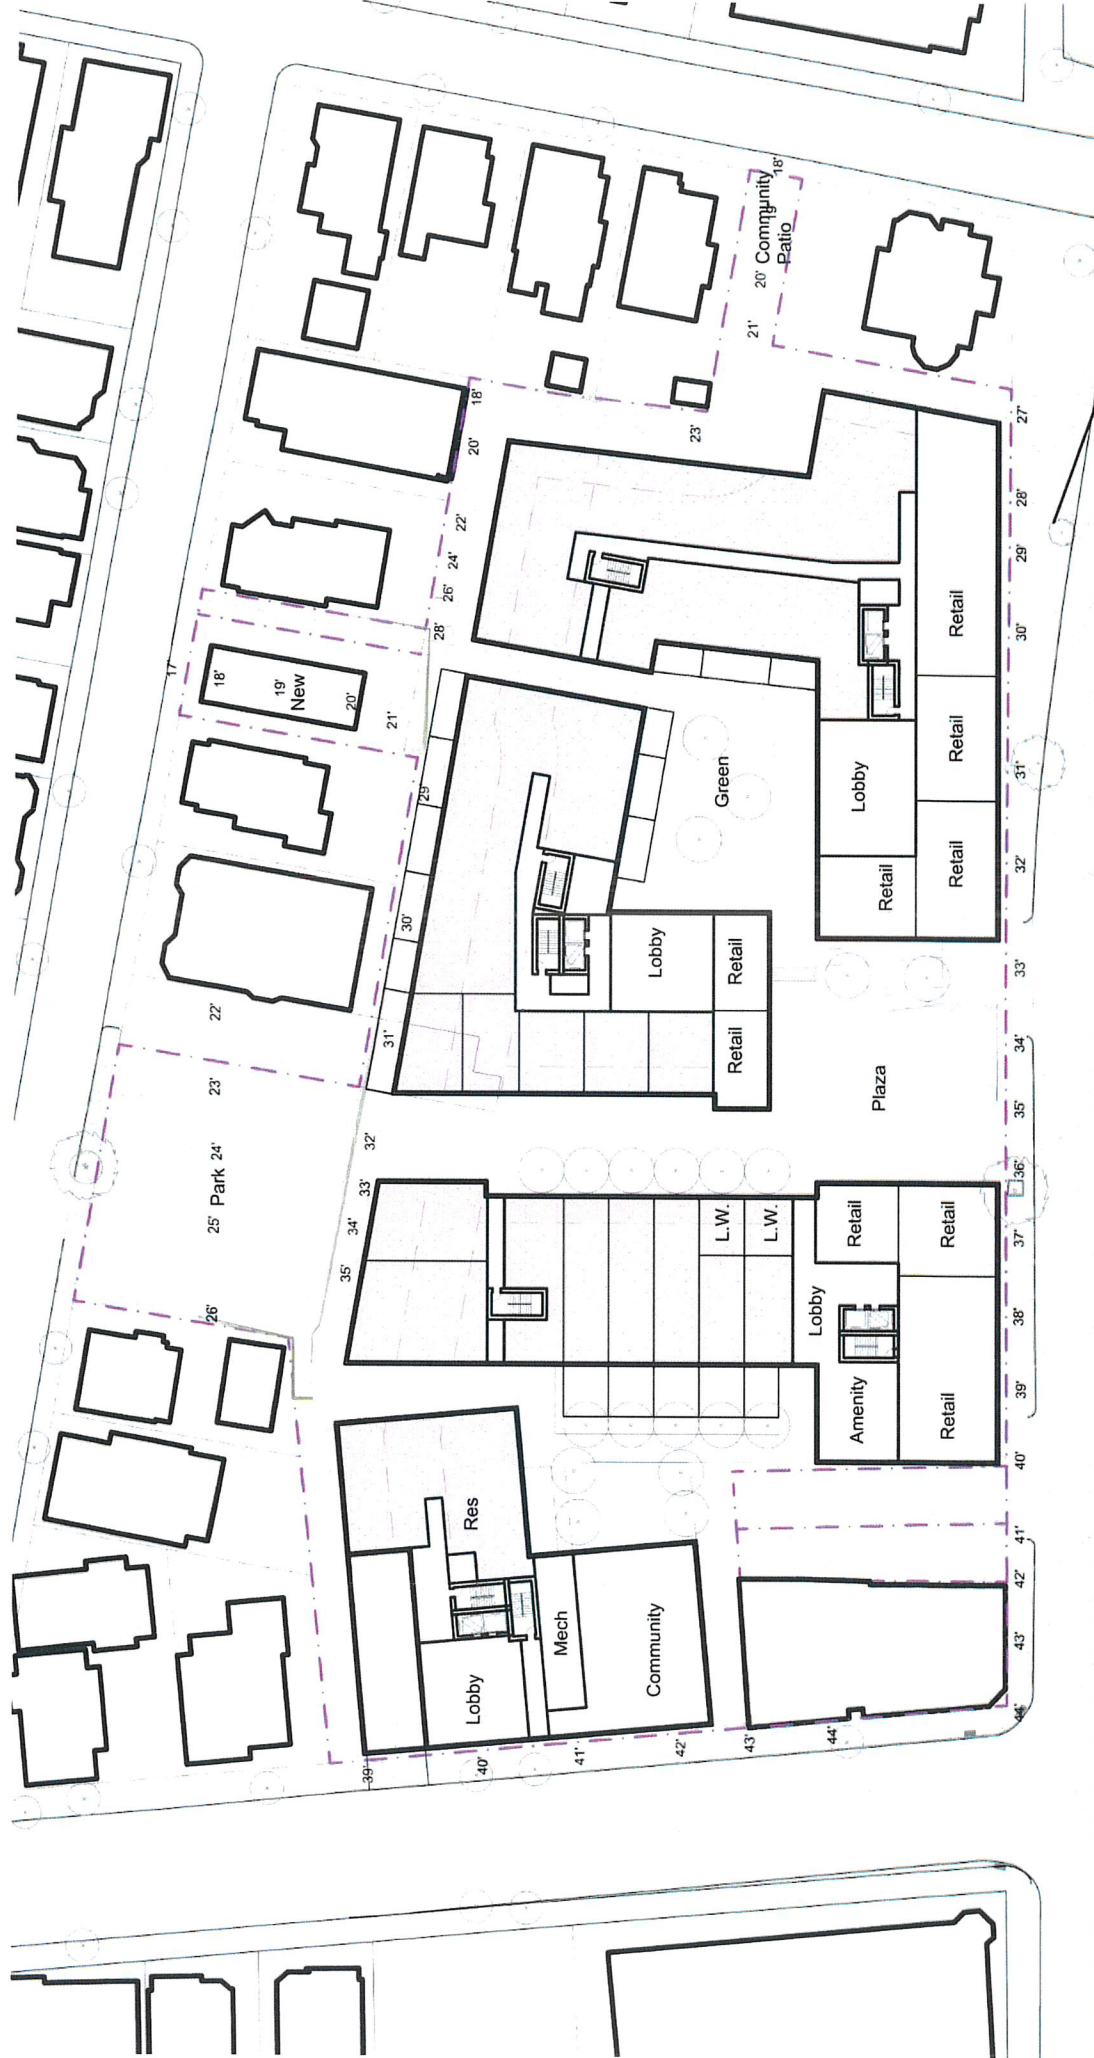 17'
26'
25'
Park
24'
23'
22'
18'
19'
New
20'
21'
39'
35'
34'
33'
32'
31'
30'
29
28'
26'
24'
22'
20'
18'
40'
Lobby
Res
41'
Mech
42'
Community
Lobby
23'
43'
L.W.
Retail
Retail
Green
L.W.
21'
20'
Community
Patio
19'
18'
44'
Lobby
Amenity
Retail
Plaza
Retail
Lobby
Retail
Retail
Retail
Retail
Retail
44'
43'
42'
41'
40'
39'
38'
37'
36'
35'
34'
33'
32'
31'
30'
29'
28'
27'